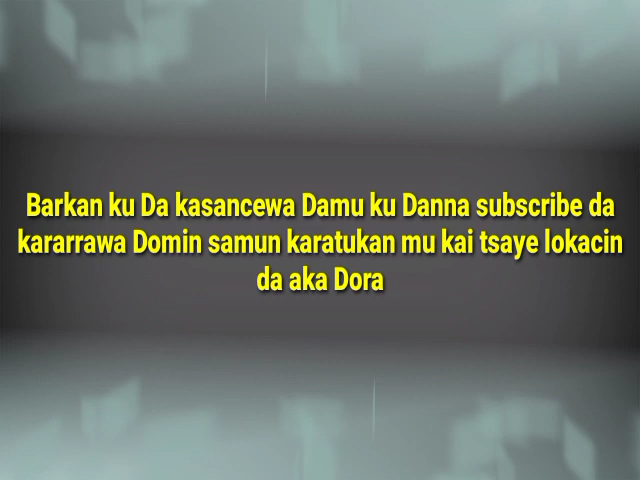 Barkan ku Da kasancewa Damu ku Danna subscribe da
kararrawa Domin samun karatukan mu kai tsaye lokacin
da aka Dora